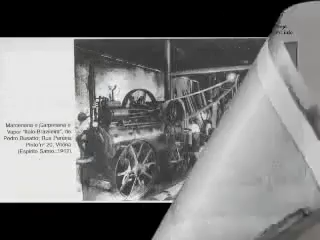 Marcenaria e Carpintaria a
Vapor "Italo Brasileira", de
Pedro Busatto; Rua Pereira
Pinto nº 20, Vitória
(Espírito Santo, 1912).